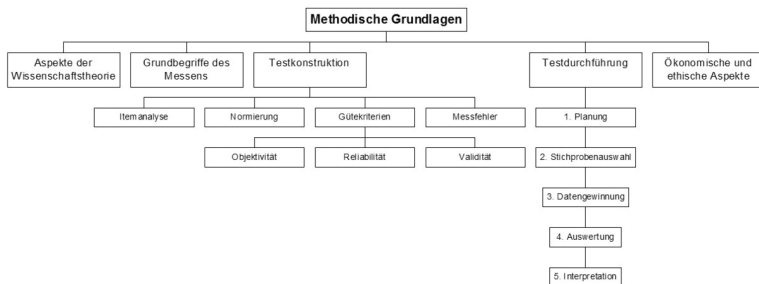 Methodische Grundlagen
Aspekte der
Wissenschaftstheorie
Grundbegriffe des
Messens
Testkonstruktion
Testdurchführung
Ökonomische und
ethische Aspekte
Itemanalyse
Normierung
Gütekriterien
Messfehler
1. Planung
Objektivität
Reliabilität
Validität
2. Stichprobenauswahl
3. Datengewinnung
4. Auswertung
5. Interpretation